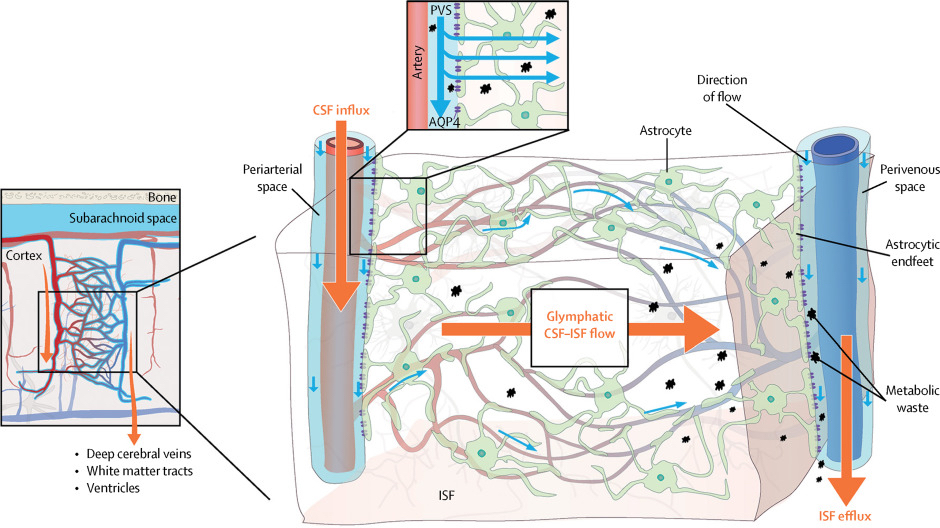 PVS
Artery
AQP4
CSF influx
Periarterial
space
Astrocyte
Direction
of flow
Perivenous
space
Astrocytic
endfeet
Bone
Subarachnoid space
Cortex
Glymphatic
CSF–ISF flow
Metabolic
waste
• Deep cerebral veins
• White matter tracts
• Ventricles
ISF
ISF efflux